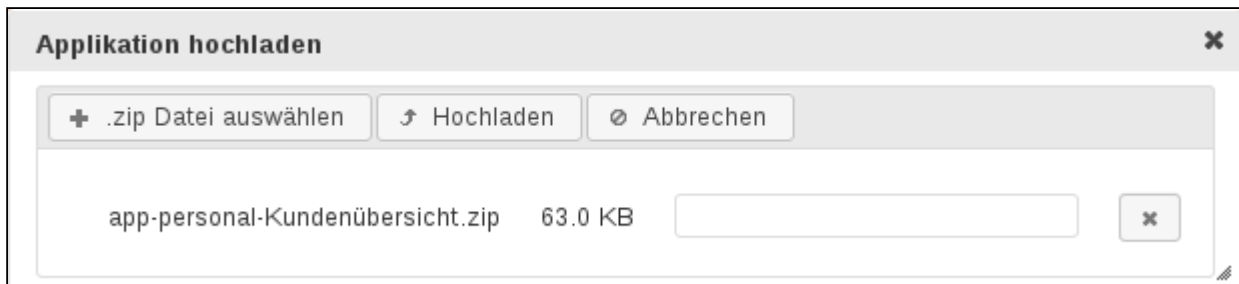 Applikation hochladen
.zip Datei auswählen Hochladen Abbrechen
app-personal-Kundenübersicht.zip 63.0 KB